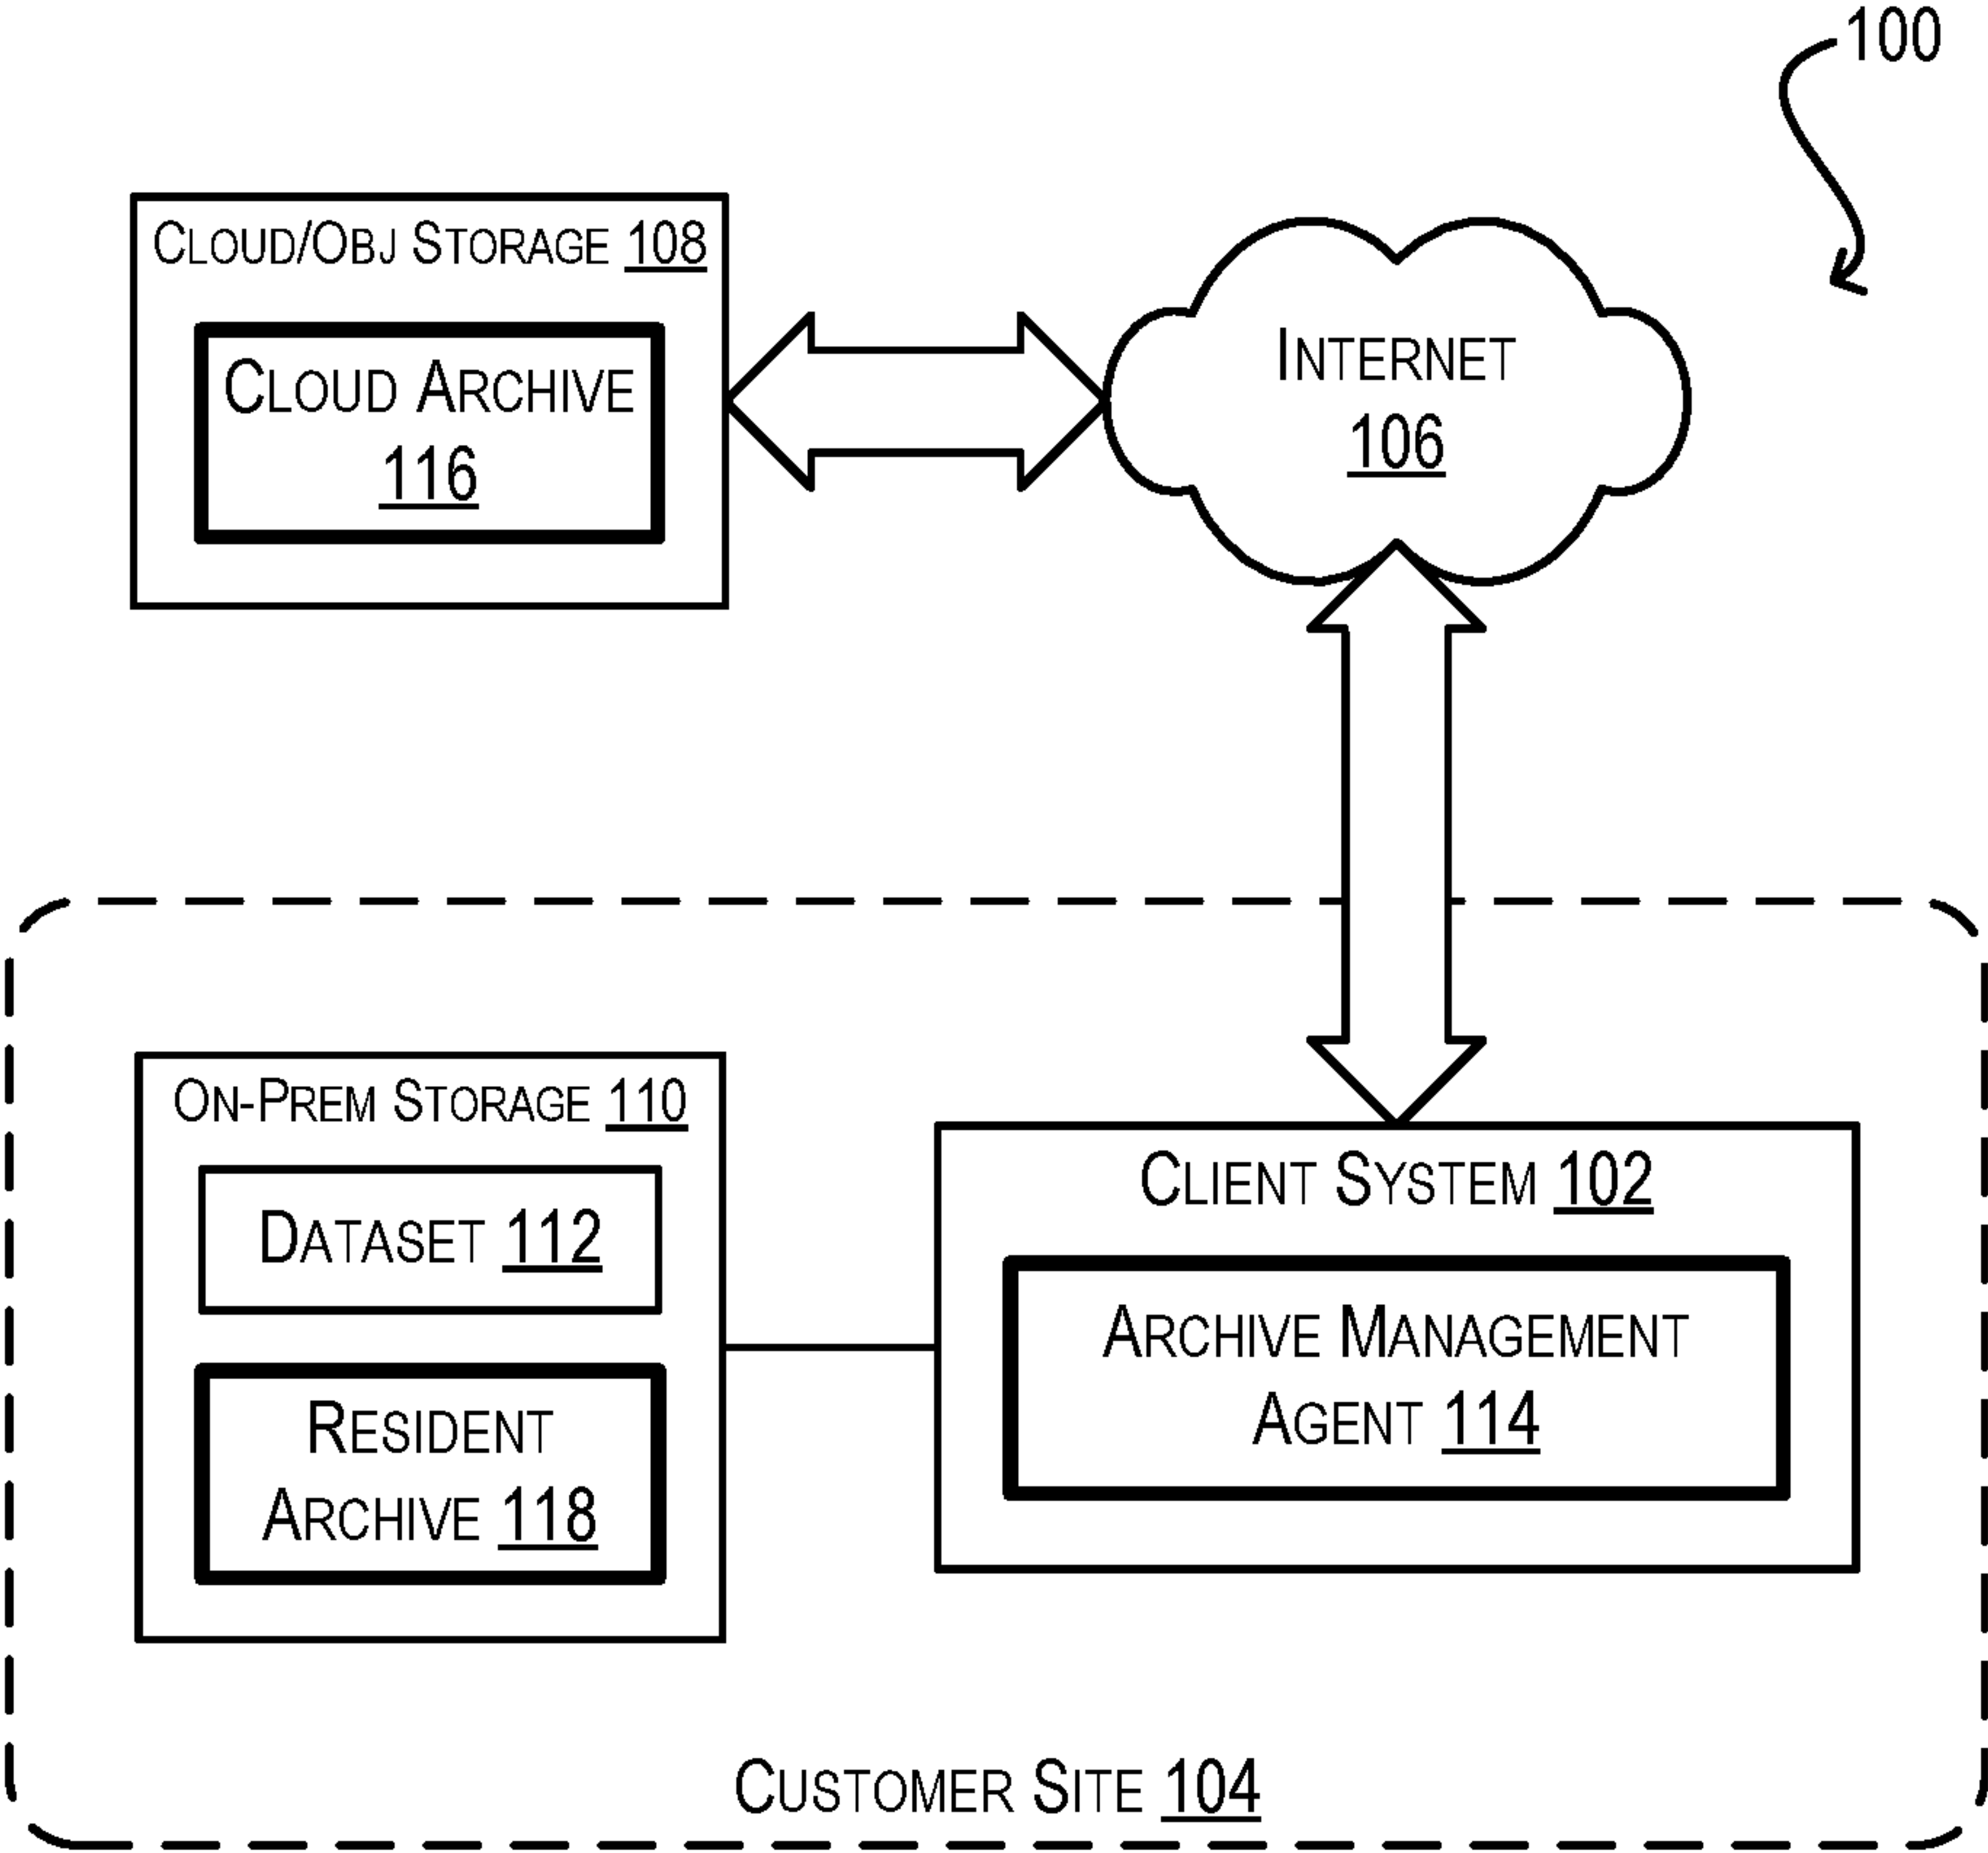 100
Cloud/Obj Storage 108
Cloud Archive
116
Internet
106
On-Prem Storage 110
Dataset 112
Resident
Archive 118
Client System 102
Archive Management
Agent 114
Customer Site 104